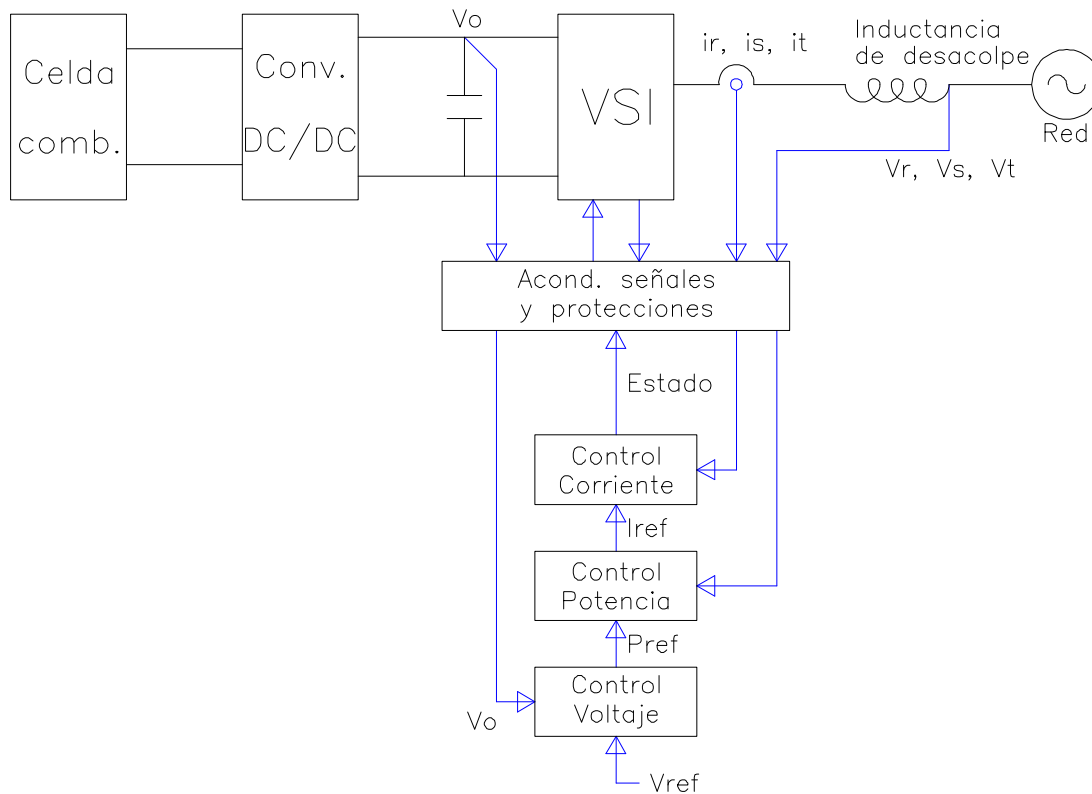 Celda
comb.
Conv.
DC/DC
Vo
VSI
ir, is, it
Inductancia
de desacolpe
Red
Vr, Vs, Vt
Acond. señales
y protecciones
Estado
Control
Corriente
Iref
Control
Potencia
Pref
Control
Voltaje
Vo
Vref